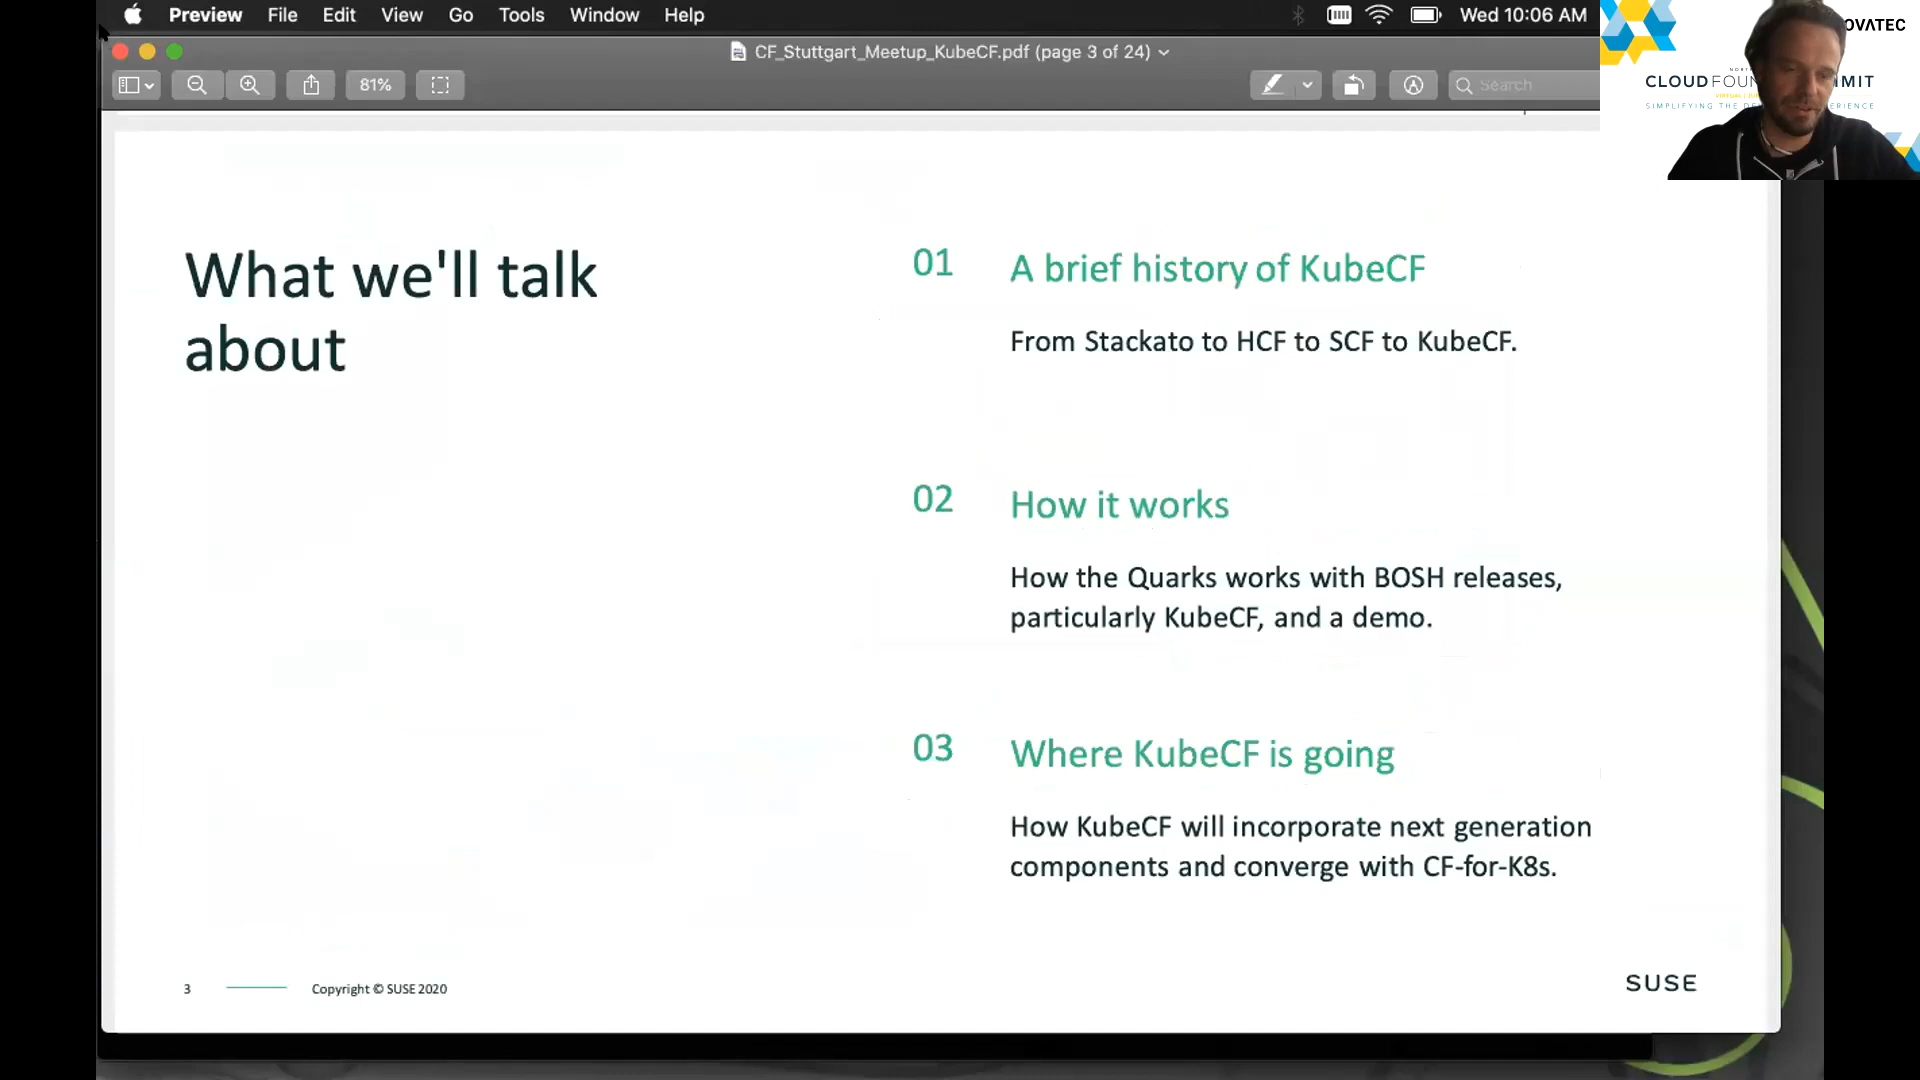 Preview File Edit View Go Tools Window Help
Wed 10:06 AM
CF_Stuttgart_Meetup_KubeCF.pdf (page 3 of 24)
81%
Search
OVATEC
CLOUD FOUN
MIT
SIMPLIFYING THE DE
ERIENCE
What we'll talk
about
01
A brief history of KubeCF
From Stackato to HCF to SCF to KubeCF.
02
How it works
How the Quarks works with BOSH releases,
particularly KubeCF, and a demo.
03
Where KubeCF is going
How KubeCF will incorporate next generation
components and converge with CF-for-K8s.
3
Copyright © SUSE 2020
SUSE